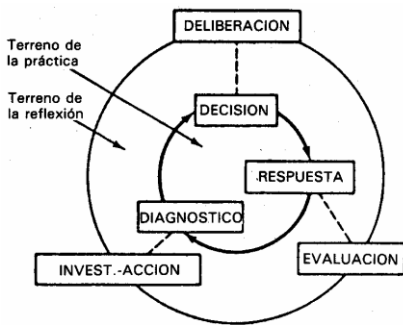 DELIBERACION
Terreno de
la práctica
DECISION
Terreno de
la reflexión
.RESPUESTA
DIAGNOSTICO
INVEST.-ACCION
EVALUACION